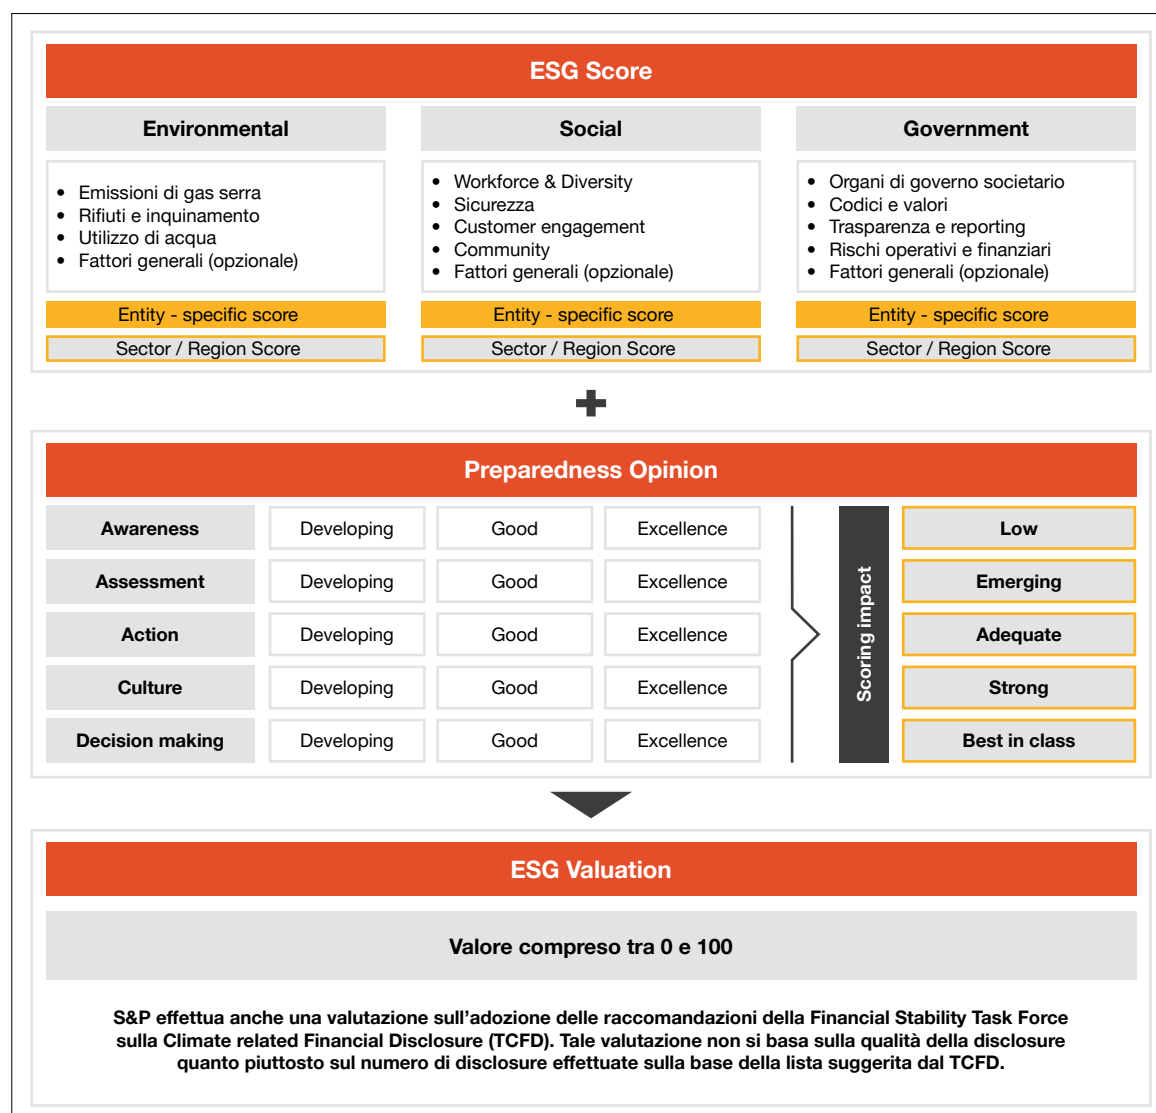 ESG Score
Environmental
Social
Government
• Emissioni di gas serra
• Rifiuti e inquinamento
• Utilizzo di acqua
• Fattori generali (opzionale)
• Workforce & Diversity
• Sicurezza
• Customer engagement
• Community
• Fattori generali (opzionale)
• Organi di governo societario
• Codici e valori
• Trasparenza e reporting
• Rischi operativi e finanziari
• Fattori generali (opzionale)
Entity - specific score
Entity - specific score
Entity - specific score
Sector / Region Score
Sector / Region Score
Sector / Region Score
Preparedness Opinion
Awareness
Developing
Good
Excellence
Assessment
Developing
Good
Excellence
Action
Developing
Good
Excellence
Culture
Developing
Good
Excellence
Decision making
Developing
Good
Excellence
Scoring impact
Low
Emerging
Adequate
Strong
Best in class
ESG Valuation
Valore compreso tra 0 e 100
S&P effettua anche una valutazione sull’adozione delle raccomandazioni della Financial Stability Task Force
sulla Climate related Financial Disclosure (TCFD). Tale valutazione non si basa sulla qualità della disclosure
quanto piuttosto sul numero di disclosure effettuate sulla base della lista suggerita dal TCFD.